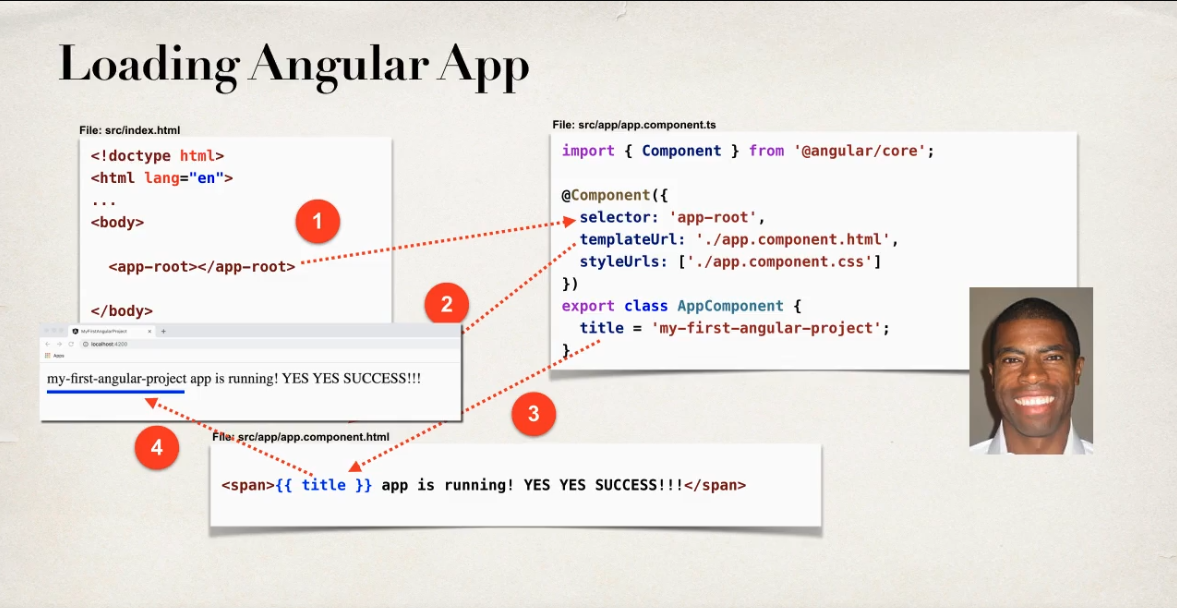 Loading Angular App
File: src/index.html
<!doctype html>
<html lang="en">
...
<body>
<app-root></app-root>
</body>
1
File: src/app/app.component.ts
import { Component } from '@angular/core';
@Component({
selector: 'app-root',
templateUrl: './app.component.html',
styleUrls: ['./app.component.css']
})
export class AppComponent {
title = 'my-first-angular-project';
}
2
MyFirstAngularProject
localhost:4200
Apps
my-first-angular-project app is running! YES YES SUCCESS!!!
3
4
File: src/app/app.component.html
<span>{{ title }} app is running! YES YES SUCCESS!!!</span>